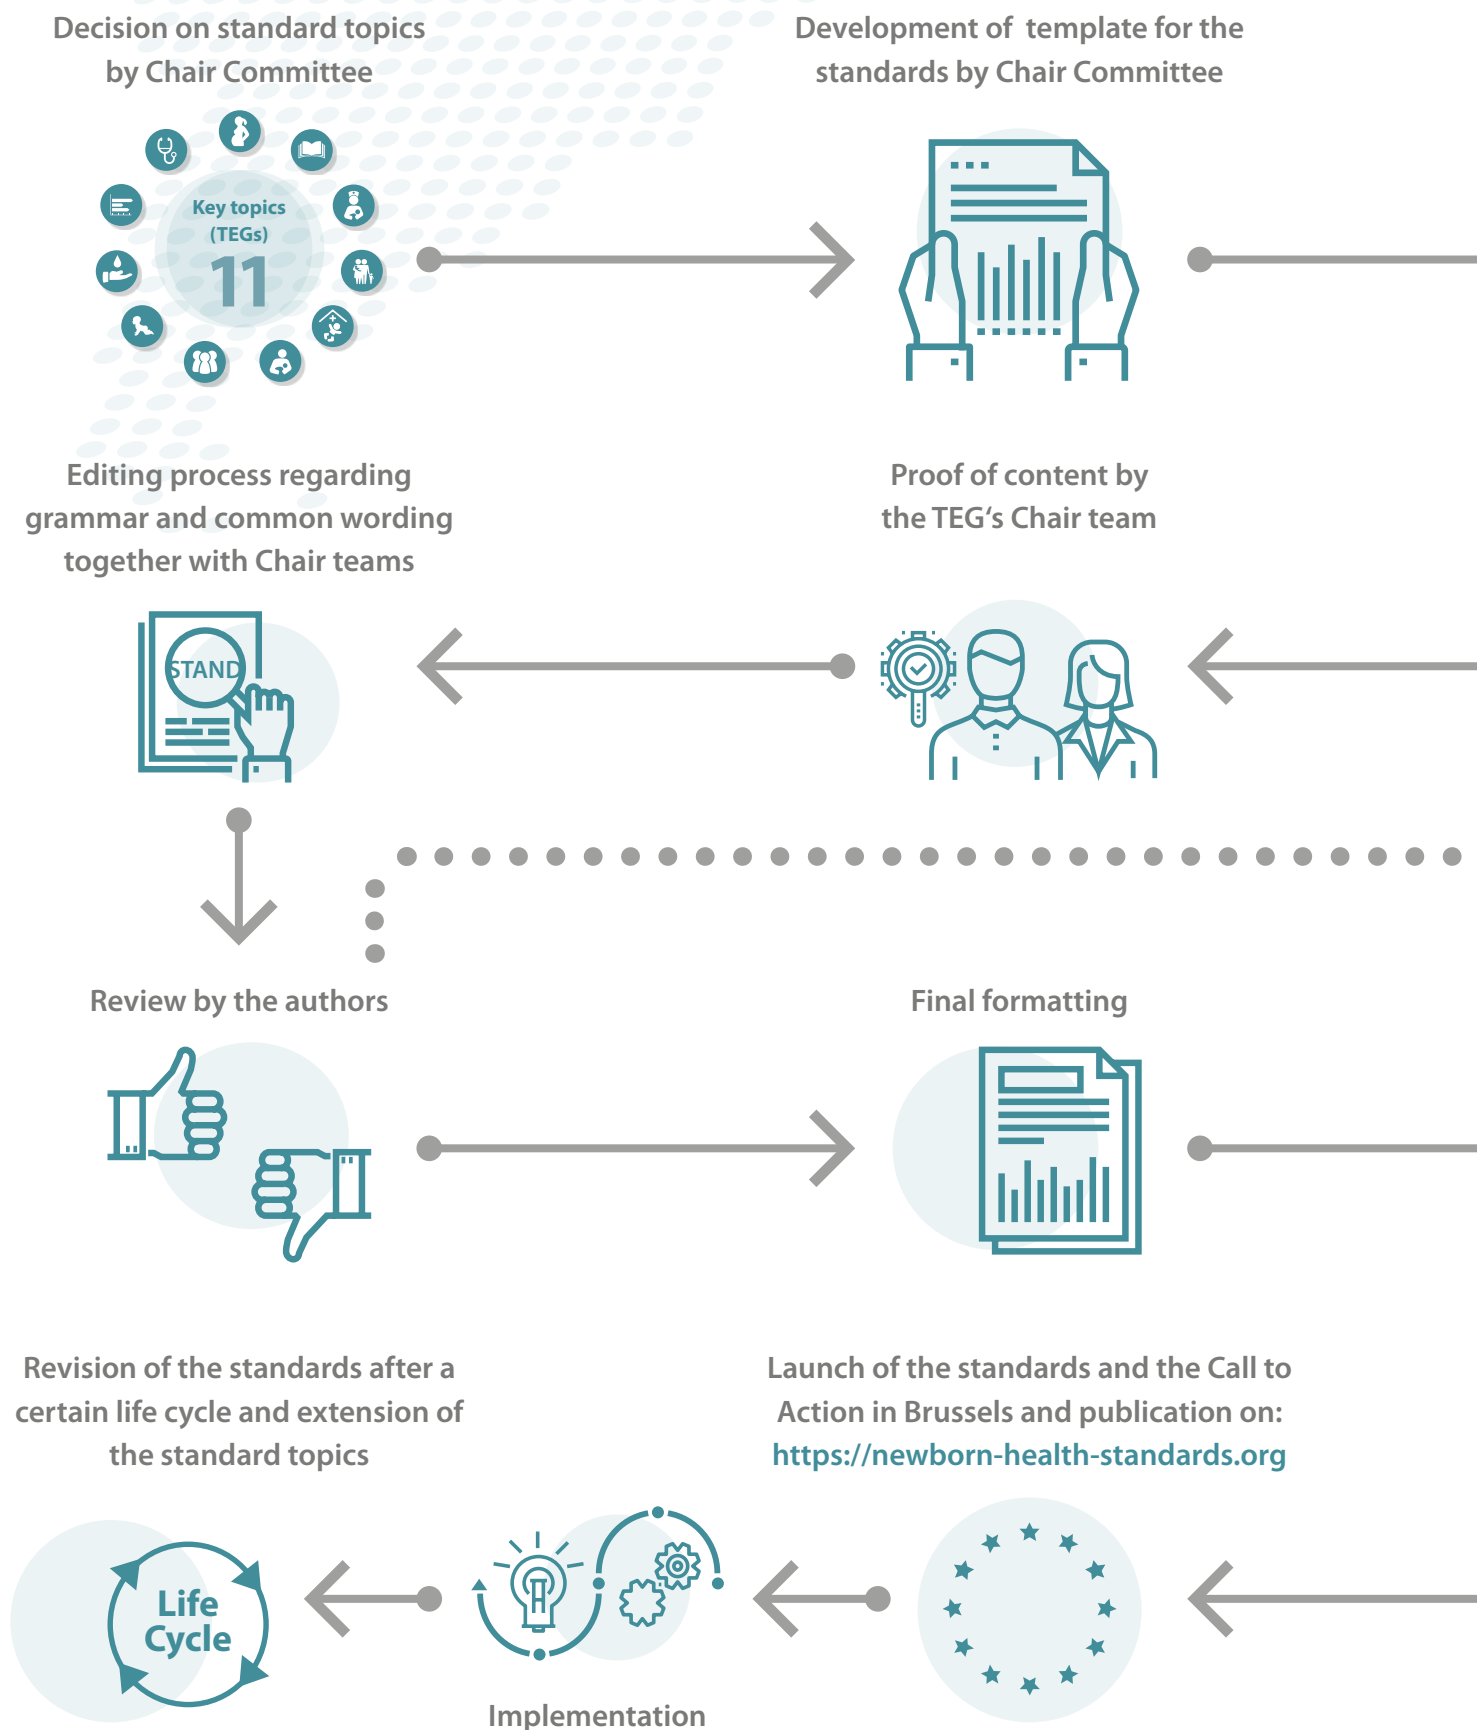 Decision on standard topics
by Chair Committee
Development of template for the
standards by Chair Committee
Key topics
(TEGs)
11
Editing process regarding
grammar and common wording
together with Chair teams
Proof of content by
the TEG‘s Chair team
STAND
Review by the authors
Final formatting
Revision of the standards after a
certain life cycle and extension of
the standard topics
Launch of the standards and the Call to
Action in Brussels and publication on:
https://newborn-health-standards.org
Life
Cycle
Implementation